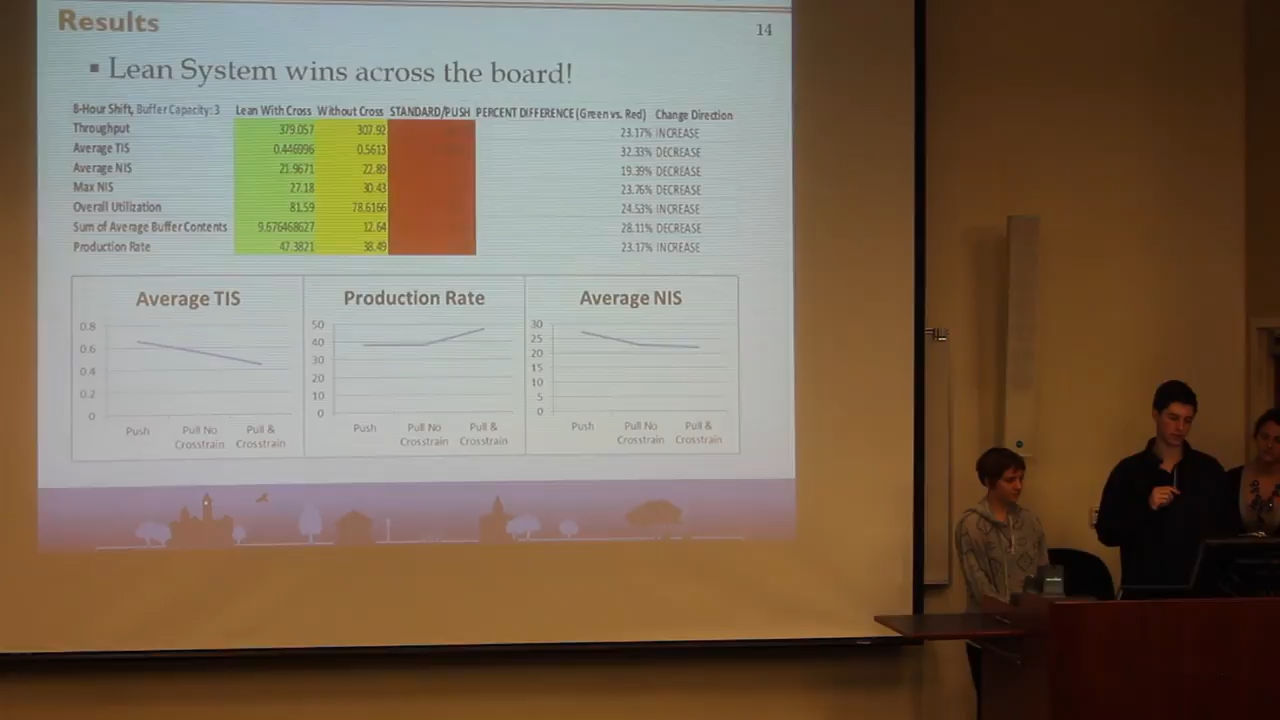 Results
14
▪ Lean System wins across the board!
8-Hour Shift, Buffer Capacity: 3 Lean With Cross Without Cross STANDARD/PUSH PERCENT DIFFERENCE (Green vs. Red) Change Direction
Throughput 379.057 307.92 23.17% INCREASE
Average TIS 0.446996 0.5613 32.33% DECREASE
Average NIS 21.9671 22.89 19.39% DECREASE
Max NIS 27.18 30.43 23.76% DECREASE
Overall Utilization 81.59 78.6166 24.53% INCREASE
Sum of Average Buffer Contents 9.676468627 12.64 28.11% DECREASE
Production Rate 47.3821 38.49 23.17% INCREASE
Average TIS
0.8
0.6
0.4
0.2
0
Push Pull No Crosstrain Pull & Crosstrain
Production Rate
50
40
30
20
10
0
Push Pull No Crosstrain Pull & Crosstrain
Average NIS
30
25
20
15
10
5
0
Push Pull No Crosstrain Pull & Crosstrain